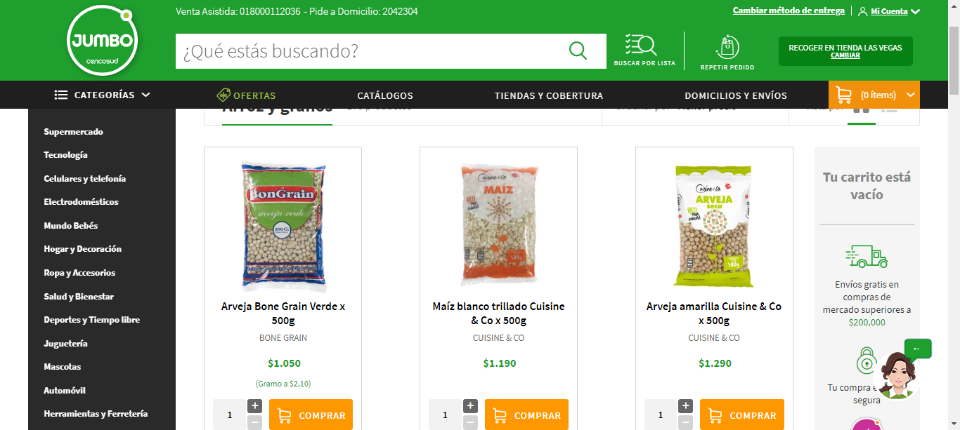 Venta Asistida: 018000112036 - Pide a Domicilio: 2042304
Cambiar método de entrega
Mi Cuenta
JUMBO
cencosud
¿Qué estás buscando?
BUSCAR POR LISTA
REPETIR PEDIDO
RECOGER EN TIENDA LAS VEGAS
CAMBIAR
CATEGORÍAS
OFERTAS
CATÁLOGOS
TIENDAS Y COBERTURA
DOMICILIOS Y ENVÍOS
(0 ítems)
Arroz y granos
Supermercado
Tecnología
Celulares y telefonía
Electrodomésticos
Mundo Bebés
Hogar y Decoración
Ropa y Accesorios
Salud y Bienestar
Deportes y Tiempo libre
Juguetería
Mascotas
Automóvil
Herramientas y Ferretería
BonGrain
arveja verde
Arveja Bone Grain Verde x
500g
BONE GRAIN
$1.050
(Gramo a $2.10)
1
+
-
COMPRAR
MAÍZ
Maíz blanco trillado Cuisine
& Co x 500g
CUISINE & CO
$1.190
1
+
-
COMPRAR
ARVEJA
SECA
500g
Arveja amarilla Cuisine & Co
x 500g
CUISINE & CO
$1.290
1
+
-
COMPRAR
Tu carrito está
vacío
Envíos gratis en
compras de
mercado superiores a
$200.000
Tu compra
segura